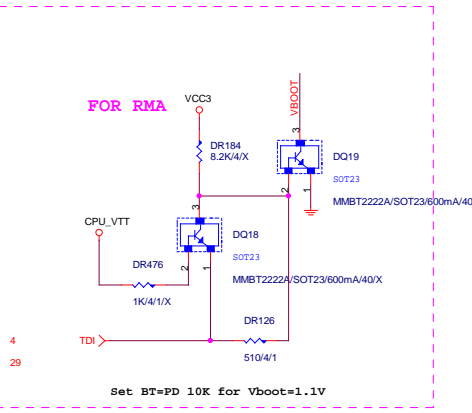 FOR RMA
VCC3
VBOOT
DR184
8.2K/4/X
3
DQ19
SOT23
2
1
MMBT2222A/SOT23/600mA/40
3
CPU_VTT
DQ18
SOT23
2
1
MMBT2222A/SOT23/600mA/40/X
DR476
1K/4/1/X
DR126
4
TDI
510/4/1
29
Set BT=PD 10K for Vboot=1.1V